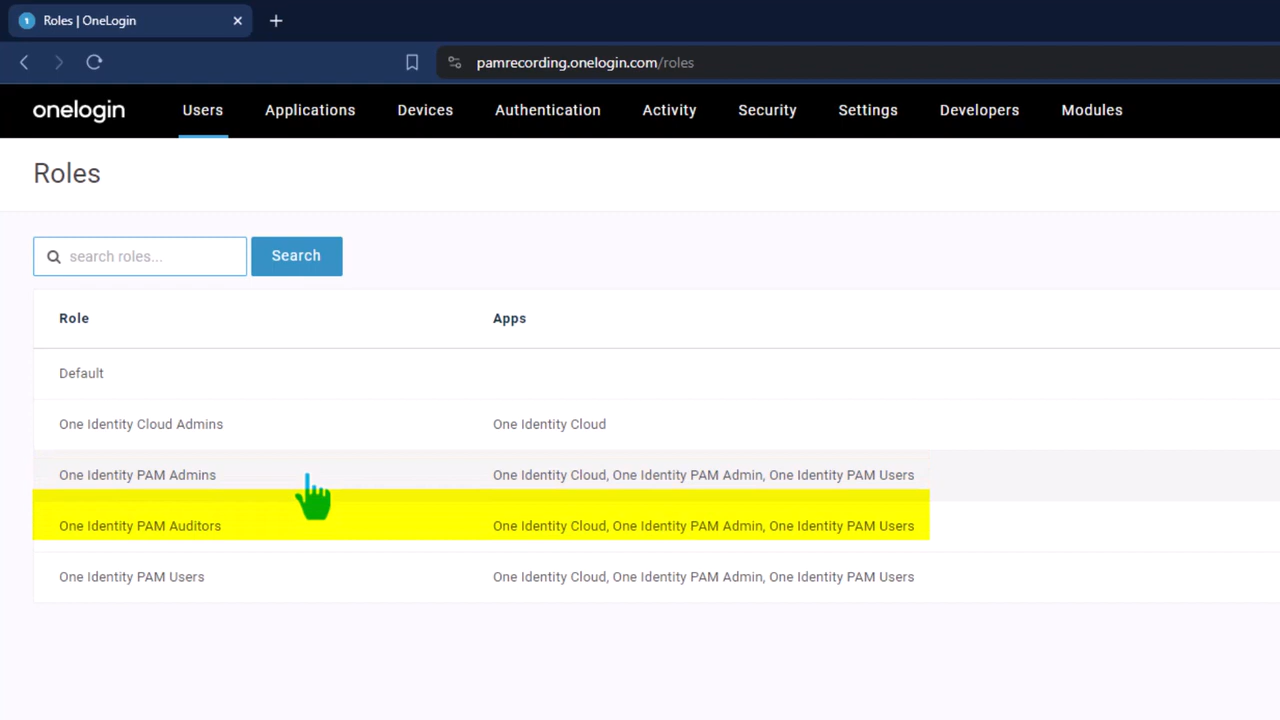 1 Roles | OneLogin
pamrecording.onelogin.com/roles
onelogin Users Applications Devices Authentication Activity Security Settings Developers Modules
Roles
search roles... Search
Role Apps
Default
One Identity Cloud Admins One Identity Cloud
One Identity PAM Admins One Identity Cloud, One Identity PAM Admin, One Identity PAM Users
One Identity PAM Auditors One Identity Cloud, One Identity PAM Admin, One Identity PAM Users
One Identity PAM Users One Identity Cloud, One Identity PAM Admin, One Identity PAM Users